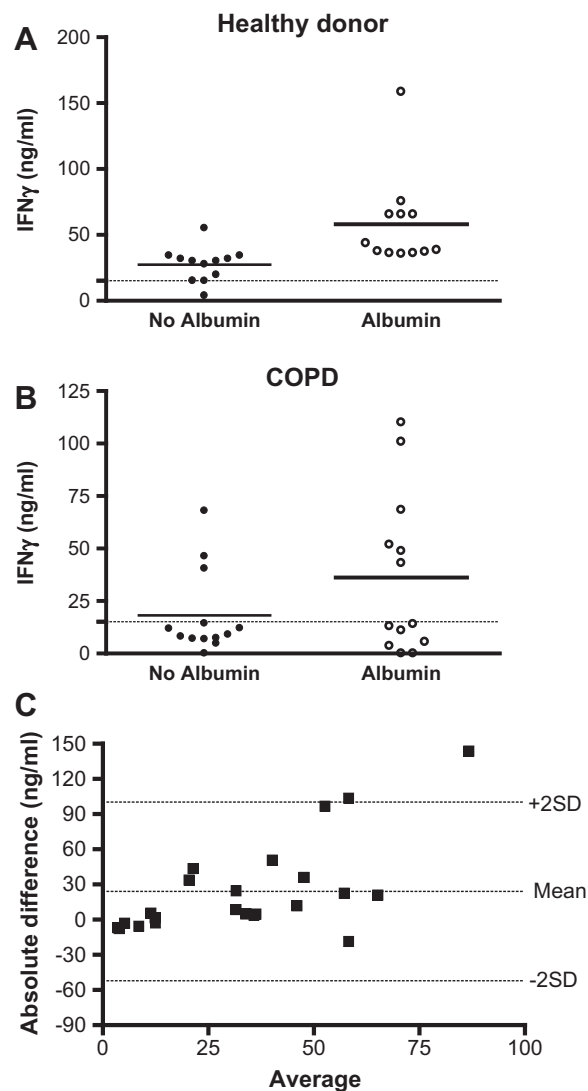 A
Healthy donor
200
150
100
50
0
IFNγ (ng/ml)
No Albumin Albumin
B
COPD
125
100
75
50
25
0
IFNγ (ng/ml)
No Albumin Albumin
C
150
120
90
60
30
0
-30
-60
-90
Absolute difference (ng/ml)
+2SD
Mean
-2SD
0 25 50 75 100
Average